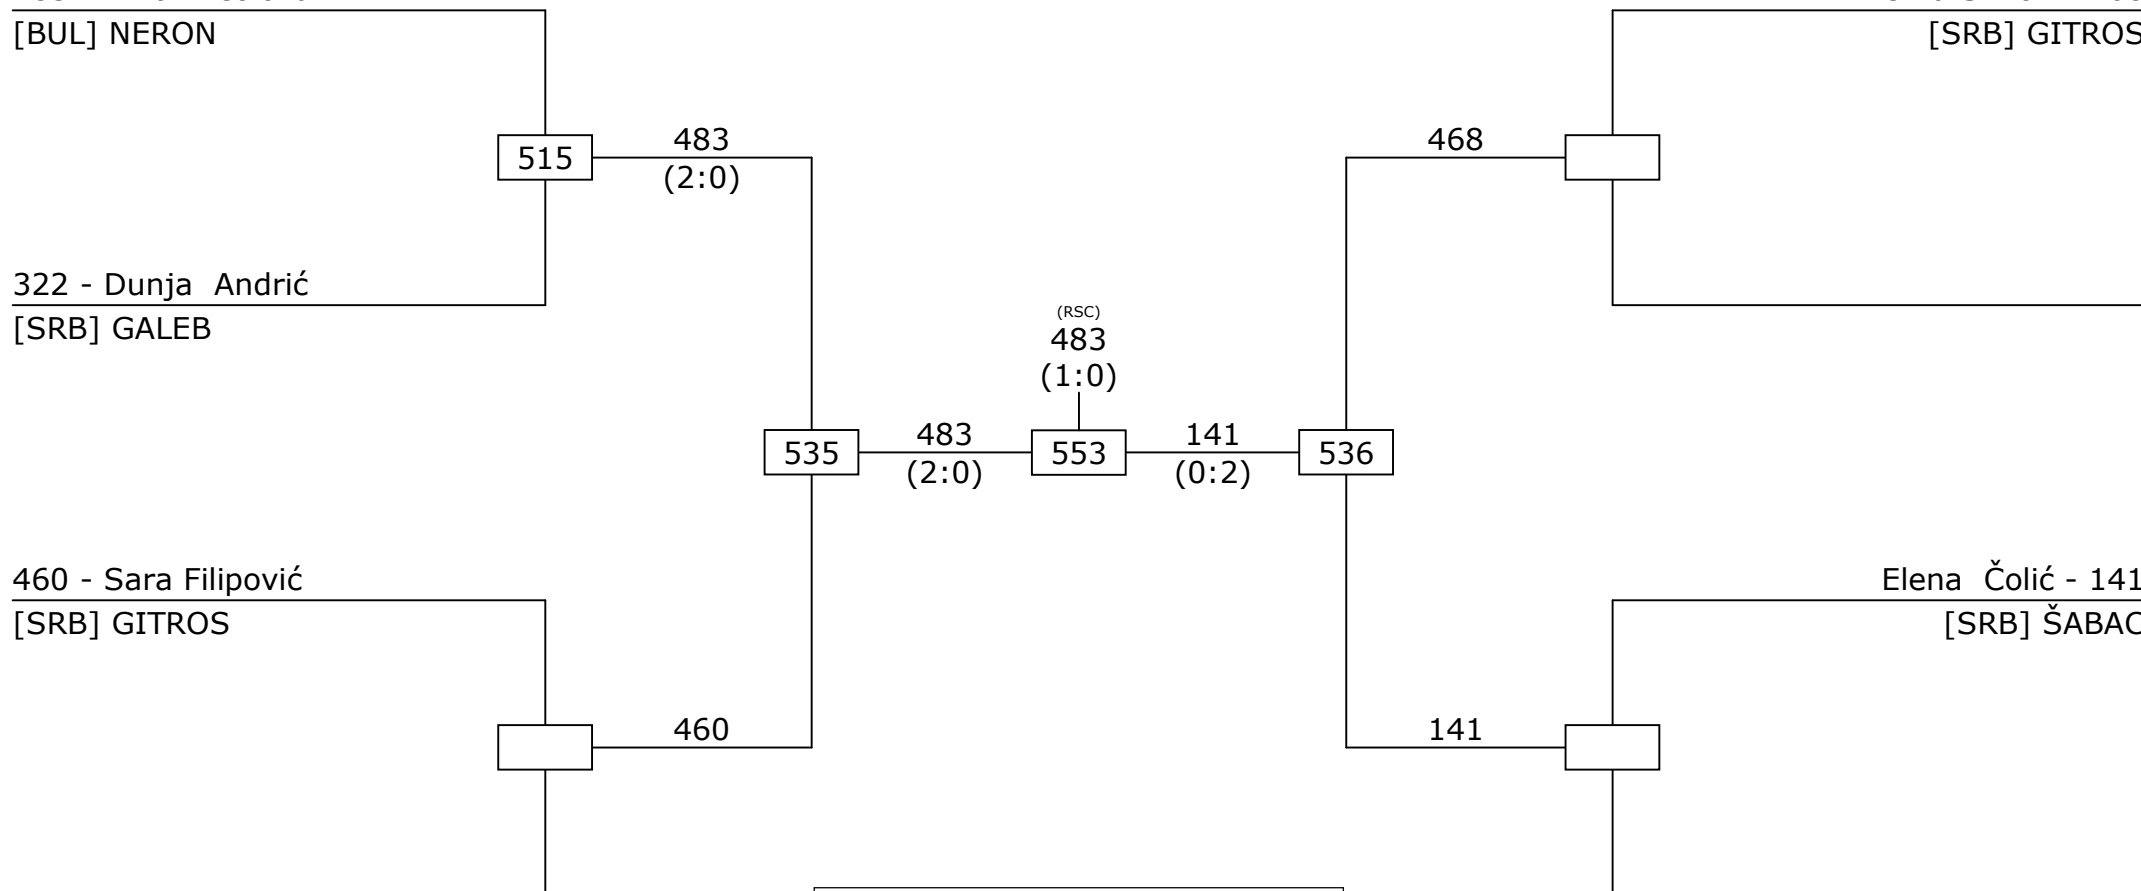 [BUL] NERON
[SRB] GITROS
515
483
(2:0)
468
322 - Dunja Andrić
[SRB] GALEB
(RSC)
483
(1:0)
535
483
(2:0)
553
141
(0:2)
536
460 - Sara Filipović
[SRB] GITROS
Elena Čolić - 141
[SRB] ŠABAC
460
141